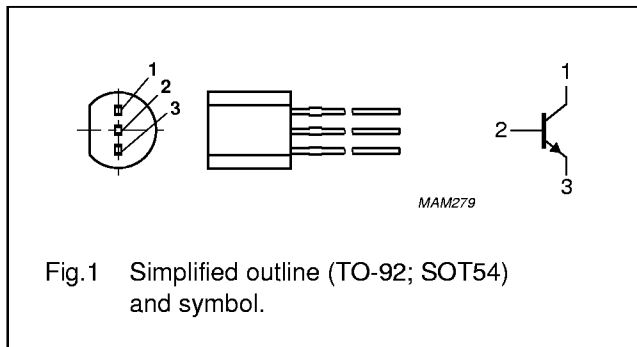 1
2
3
1
2
3
MAM279
Fig.1 Simplified outline (TO-92; SOT54)
and symbol.